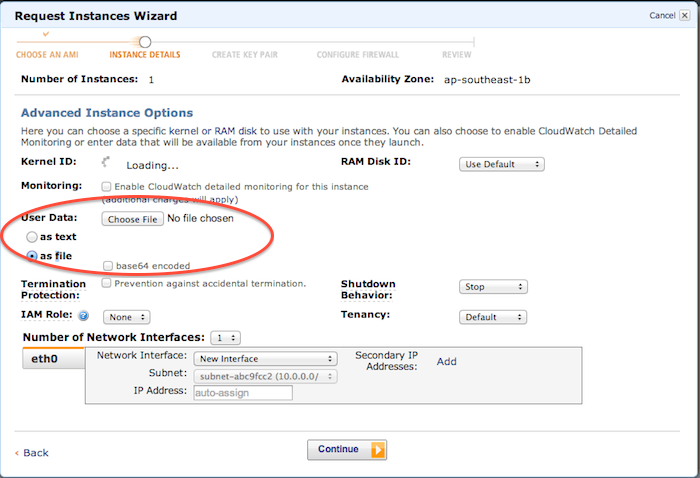 Request Instances Wizard
Cancel
CHOOSE AN AMI INSTANCE DETAILS CREATE KEY PAIR CONFIGURE FIREWALL REVIEW
Number of Instances: 1 Availability Zone: ap-southeast-1b
Advanced Instance Options
Here you can choose a specific kernel or RAM disk to use with your instances. You can also choose to enable CloudWatch Detailed
Monitoring or enter data that will be available from your instances once they launch.
Kernel ID: Loading... RAM Disk ID: Use Default
Monitoring: Enable CloudWatch detailed monitoring for this instance
(additional charges will apply)
User Data: Choose File No file chosen
as text
as file
base64 encoded
Termination Protection: Prevention against accidental termination. Shutdown Behavior: Stop
IAM Role: ? None Tenancy: Default
Number of Network Interfaces: 1
eth0
Network Interface: New Interface Secondary IP Addresses: Add
Subnet: subnet-abc9fcc2 (10.0.0.0/
IP Address: auto-assign
< Back
Continue